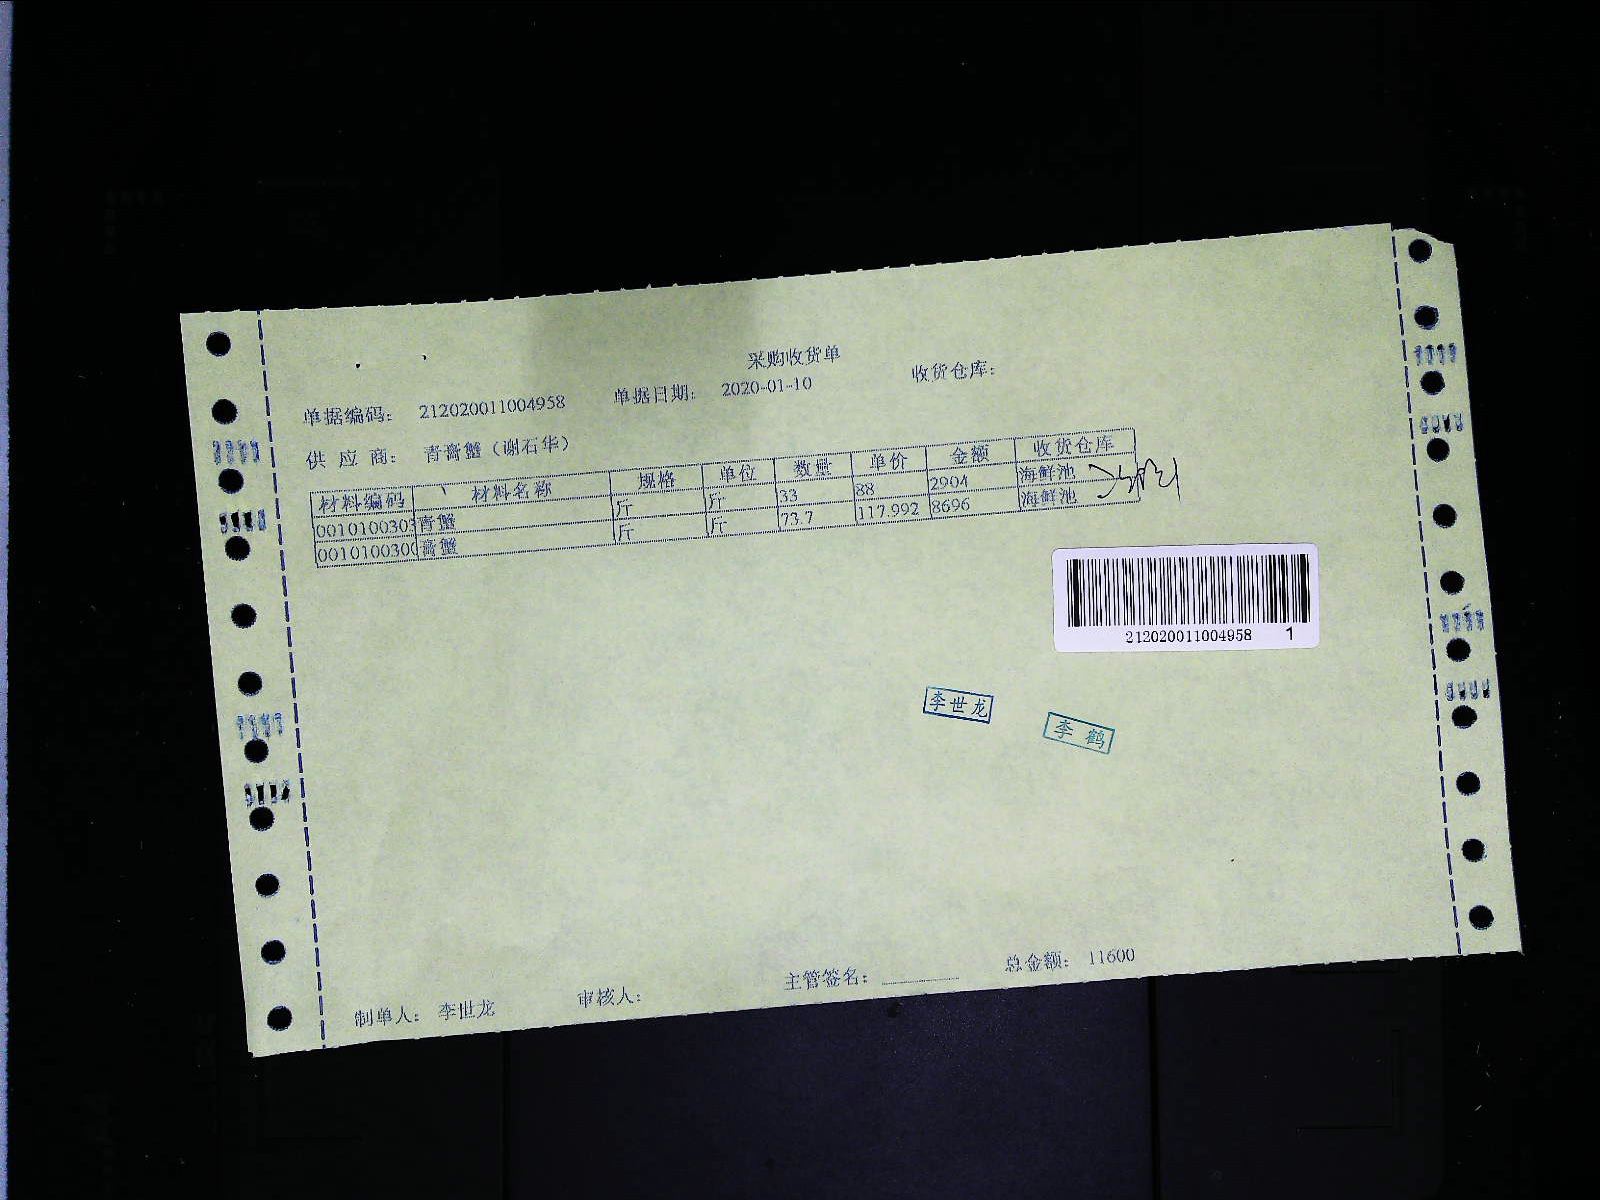 采购收货单
单据编码： 212020011004958 单据日期： 2020-01-10 收货仓库：
供 应 商： 青膏蟹（谢石华）
材料编码 材料名称 规格 单位 数量 单价 金额 收货仓库
0010100303 青蟹 斤 斤 33 88 2904 海鲜池
0010100300 膏蟹 斤 斤 73.7 117.992 8696 海鲜池
212020011004958 1
李世龙
李鹤
制单人： 李世龙 审核人： 主管签名： 总金额： 11600